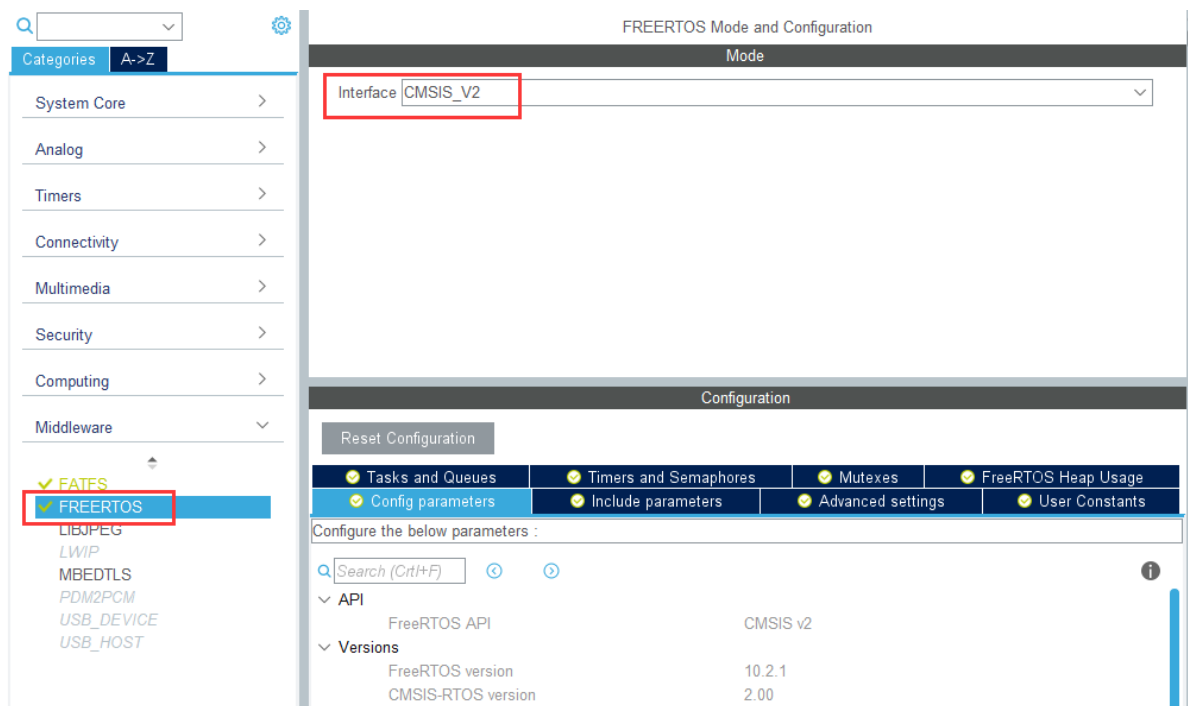 Categories A->Z
System Core
Analog
Timers
Connectivity
Multimedia
Security
Computing
Middleware
FATFS
FREERTOS
LIBJPEG
LWIP
MBEDTLS
PDM2PCM
USB_DEVICE
USB_HOST
FREERTOS Mode and Configuration
Mode
Interface CMSIS_V2
Configuration
Reset Configuration
Tasks and Queues Timers and Semaphores Mutexes FreeRTOS Heap Usage
Config parameters Include parameters Advanced settings User Constants
Configure the below parameters :
Search (Crtl+F)
API
FreeRTOS API CMSIS v2
Versions
FreeRTOS version 10.2.1
CMSIS-RTOS version 2.00